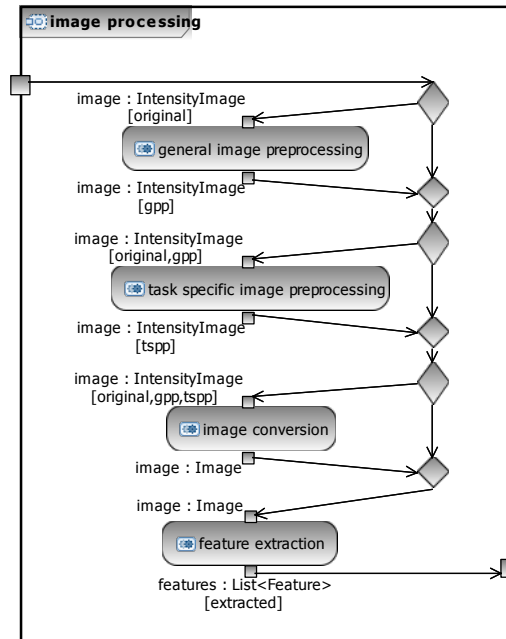 image processing
image : IntensityImage
[original]
general image preprocessing
image : IntensityImage
[gpp]
image : IntensityImage
[original,gpp]
task specific image preprocessing
image : IntensityImage
[tspp]
image : IntensityImage
[original,gpp,tspp]
image conversion
image : Image
image : Image
feature extraction
features : List<Feature>
[extracted]